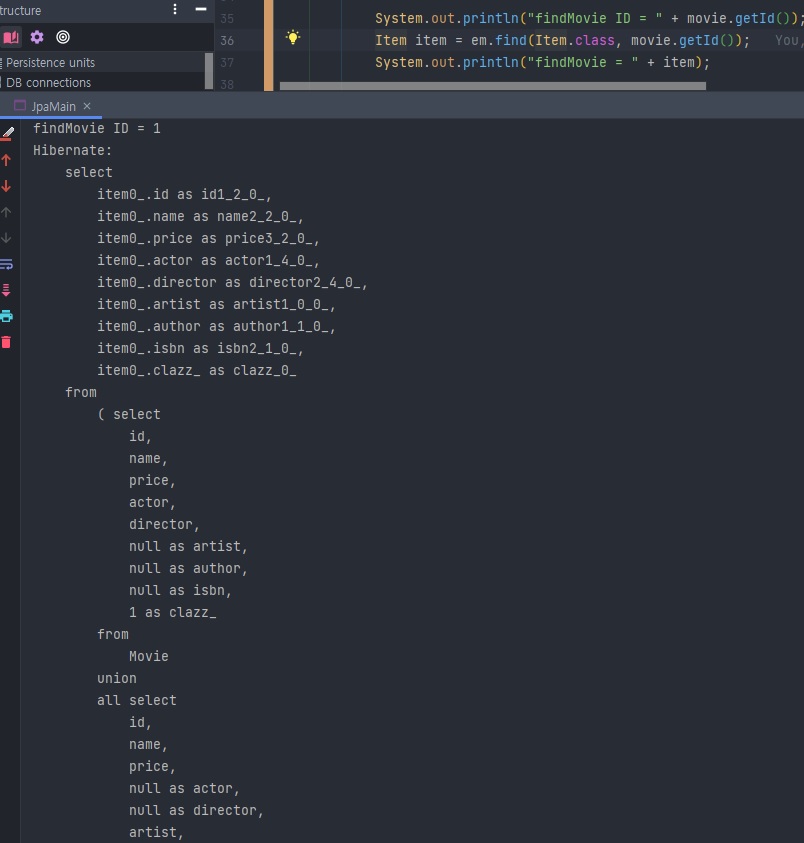 tructure
Persistence units
DB connections
35 System.out.println("findMovie ID = " + movie.getId());
36 Item item = em.find(Item.class, movie.getId()); You,
37 System.out.println("findMovie = " + item);
38
JpaMain ×
findMovie ID = 1
Hibernate:
select
item0_.id as id1_2_0_,
item0_.name as name2_2_0_,
item0_.price as price3_2_0_,
item0_.actor as actor1_4_0_,
item0_.director as director2_4_0_,
item0_.artist as artist1_0_0_,
item0_.author as author1_1_0_,
item0_.isbn as isbn2_1_0_,
item0_.clazz_ as clazz_0_
from
( select
id,
name,
price,
actor,
director,
null as artist,
null as author,
null as isbn,
1 as clazz_
from
Movie
union
all select
id,
name,
price,
null as actor,
null as director,
artist,